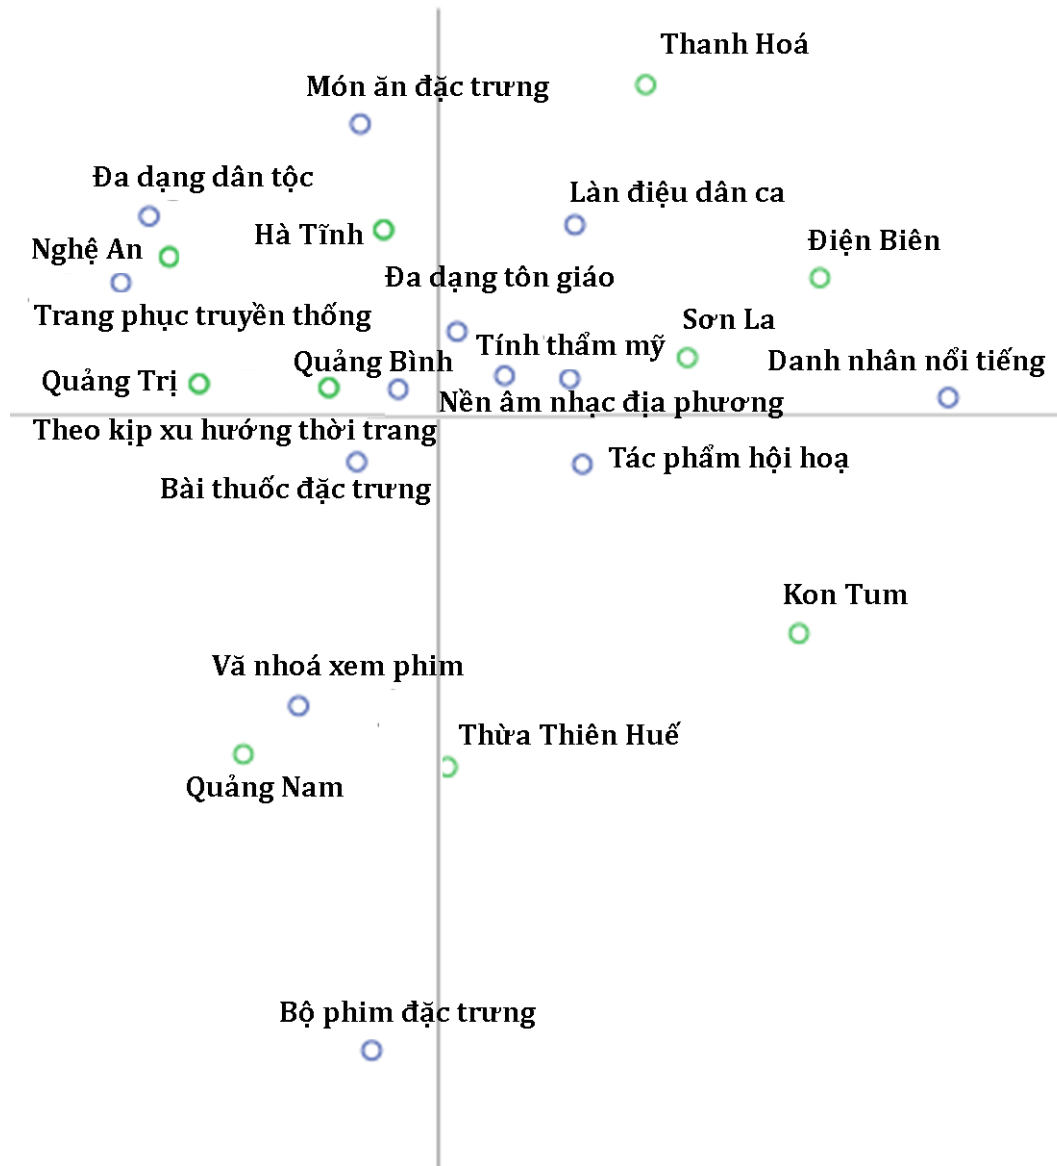 Thanh Hoá
Món ăn đặc trưng
Đa dạng dân tộc
Làn điệu dân ca
Hà Tĩnh
Điện Biên
Nghệ An
Đa dạng tôn giáo
Trang phục truyền thống
Sơn La
Tính thẩm mỹ
Quảng Bình
Danh nhân nổi tiếng
Quảng Trị
Nền âm nhạc địa phương
Theo kịp xu hướng thời trang
Tác phẩm hội hoạ
Bài thuốc đặc trưng
Kon Tum
Vă nhoá xem phim
Thừa Thiên Huế
Quảng Nam
Bộ phim đặc trưng